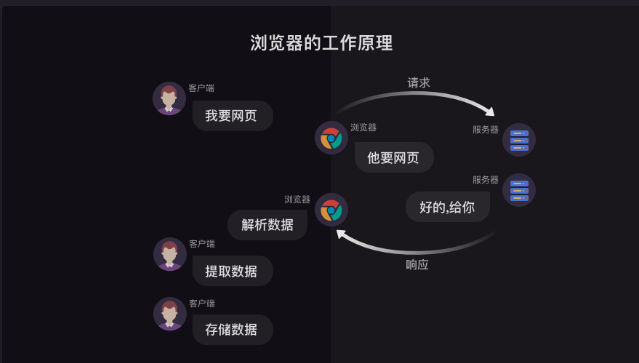 浏览器的工作原理
请求
客户端
我要网页
浏览器
他要网页
服务器
服务器
好的,给你
浏览器
解析数据
响应
客户端
提取数据
客户端
存储数据